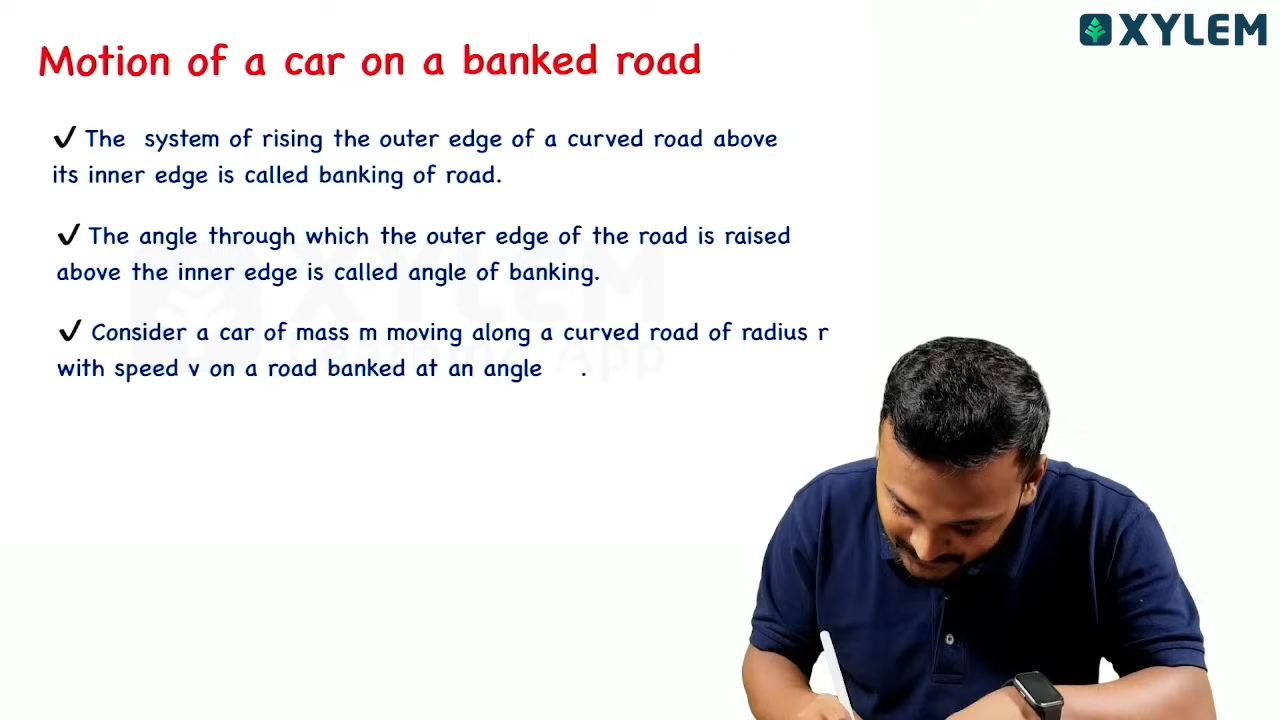 XYLEM
Motion of a car on a banked road
✓ The system of rising the outer edge of a curved road above
its inner edge is called banking of road.
✓ The angle through which the outer edge of the road is raised
above the inner edge is called angle of banking.
✓ Consider a car of mass m moving along a curved road of radius r
with speed v on a road banked at an angle .
XYLEM
Learning App